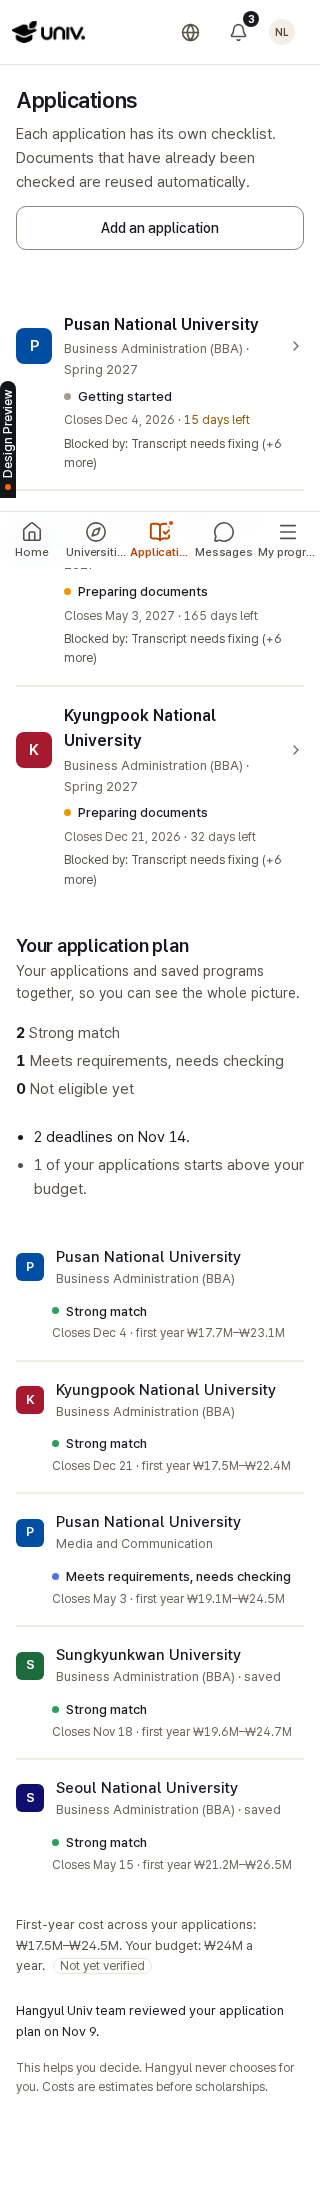 UNIV.
3
NL
Applications
Each application has its own checklist.
Documents that have already been
checked are reused automatically.
Add an application
P
Pusan National University
Business Administration (BBA) ·
Spring 2027
Getting started
Closes Dec 4, 2026 · 15 days left
Blocked by: Transcript needs fixing (+6
more)
Design Preview
Home
Universiti...
Applicati...
Messages
My progr...
Preparing documents
Closes May 3, 2027 · 165 days left
Blocked by: Transcript needs fixing (+6
more)
K
Kyungpook National
University
Business Administration (BBA) ·
Spring 2027
Preparing documents
Closes Dec 21, 2026 · 32 days left
Blocked by: Transcript needs fixing (+6
more)
Your application plan
Your applications and saved programs
together, so you can see the whole picture.
2 Strong match
1 Meets requirements, needs checking
0 Not eligible yet
• 2 deadlines on Nov 14.
• 1 of your applications starts above your
budget.
P
Pusan National University
Business Administration (BBA)
Strong match
Closes Dec 4 · first year ₩17.7M–₩23.1M
K
Kyungpook National University
Business Administration (BBA)
Strong match
Closes Dec 21 · first year ₩17.5M–₩22.4M
P
Pusan National University
Media and Communication
Meets requirements, needs checking
Closes May 3 · first year ₩19.1M–₩24.5M
S
Sungkyunkwan University
Business Administration (BBA) · saved
Strong match
Closes Nov 18 · first year ₩19.6M–₩24.7M
S
Seoul National University
Business Administration (BBA) · saved
Strong match
Closes May 15 · first year ₩21.2M–₩26.5M
First-year cost across your applications:
₩17.5M–₩24.5M. Your budget: ₩24M a
year. Not yet verified
Hangyul Univ team reviewed your application
plan on Nov 9.
This helps you decide. Hangyul never chooses for
you. Costs are estimates before scholarships.